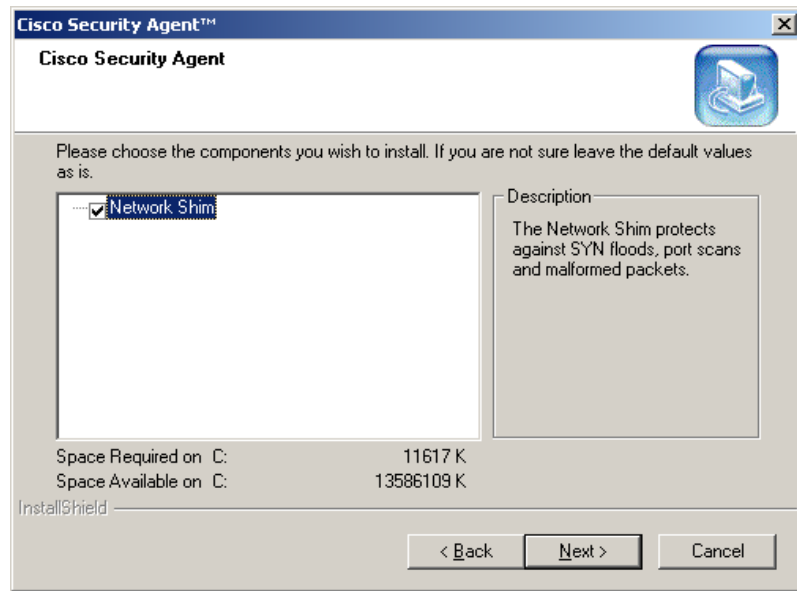 Cisco Security Agent™
Cisco Security Agent
Please choose the components you wish to install. If you are not sure leave the default values
as is.
Network Shim
Description
The Network Shim protects
against SYN floods, port scans
and malformed packets.
Space Required on C: 11617 K
Space Available on C: 13586109 K
InstallShield
< Back Next > Cancel